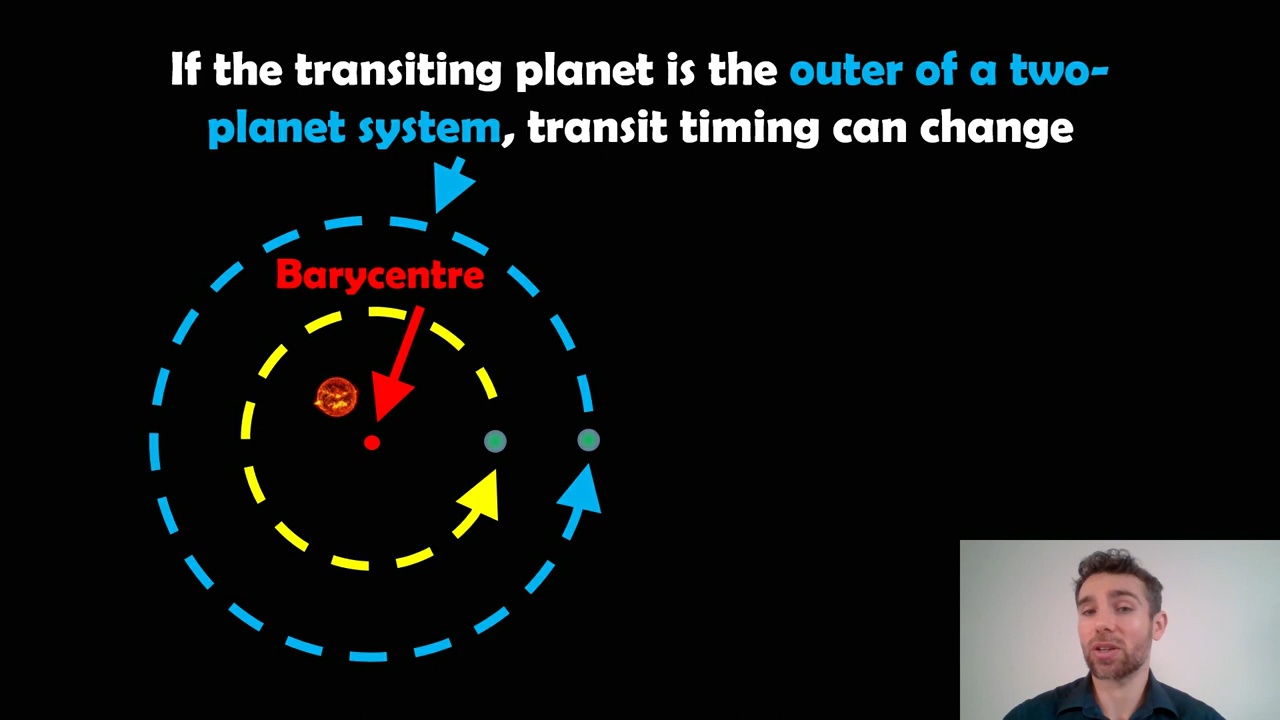 If the transiting planet is the outer of a two-
planet system, transit timing can change
Barycentre